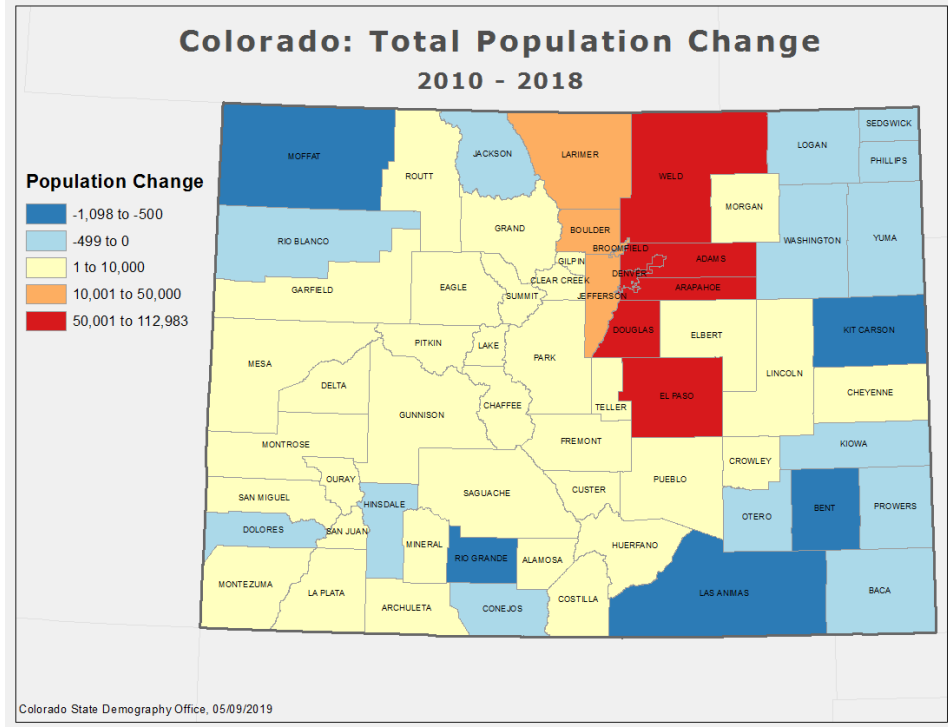 Colorado: Total Population Change
2010 - 2018
Population Change
-1,098 to -500
-499 to 0
1 to 10,000
10,001 to 50,000
50,001 to 112,983
SEDGWICK
LOGAN
MOFFAT
JACKSON
LARIMER
PHILLIPS
ROUTT
WELD
MORGAN
GRAND
BOULDER
RIO BLANCO
WASHINGTON
YUMA
BROOMFIELD
GILPIN
ADAMS
DENVER
CLEAR CREEK
GARFIELD
EAGLE
ARAPAHOE
SUMMIT
JEFFERSON
DOUGLAS
KIT CARSON
ELBERT
PITKIN
LAKE
PARK
MESA
LINCOLN
DELTA
CHEYENNE
EL PASO
CHAFFEE
TELLER
GUNNISON
FREMONT
MONTROSE
KIOWA
CROWLEY
OURAY
PUEBLO
CUSTER
SAGUACHE
SAN MIGUEL
HINSDALE
PROWERS
BENT
OTERO
DOLORES
SAN JUAN
MINERAL
HUERFANO
RIO GRANDE
ALAMOSA
MONTEZUMA
BACA
LA PLATA
LAS ANIMAS
COSTILLA
ARCHULETA
CONEJOS
Colorado State Demography Office, 05/09/2019